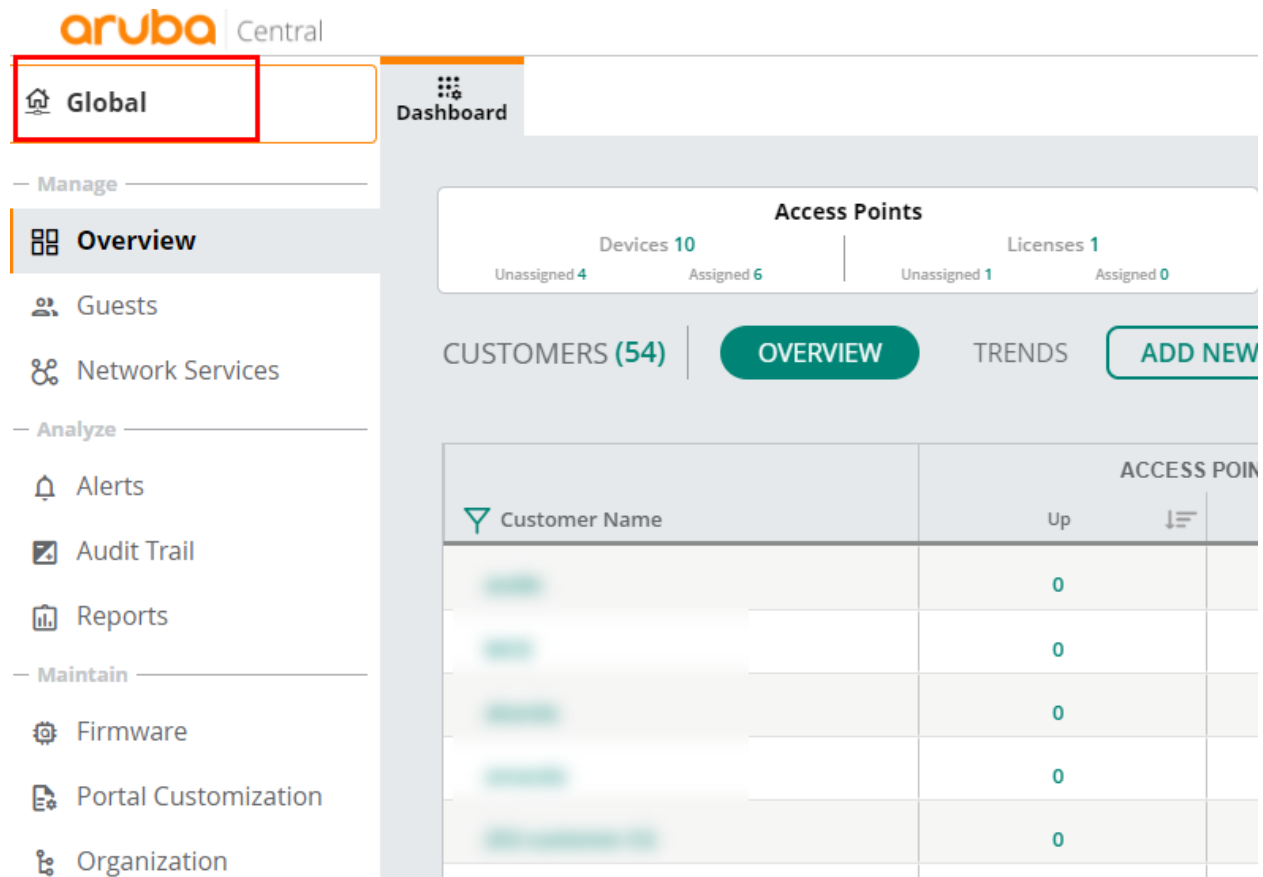 aruba Central
Global
Dashboard
Manage
Overview
Guests
Network Services
Analyze
Alerts
Audit Trail
Reports
Maintain
Firmware
Portal Customization
Organization
Access Points
Devices 10 Licenses 1
Unassigned 4 Assigned 6 Unassigned 1 Assigned 0
CUSTOMERS (54) OVERVIEW TRENDS ADD NEW
ACCESS POIN
Customer Name Up
0
0
0
0
0